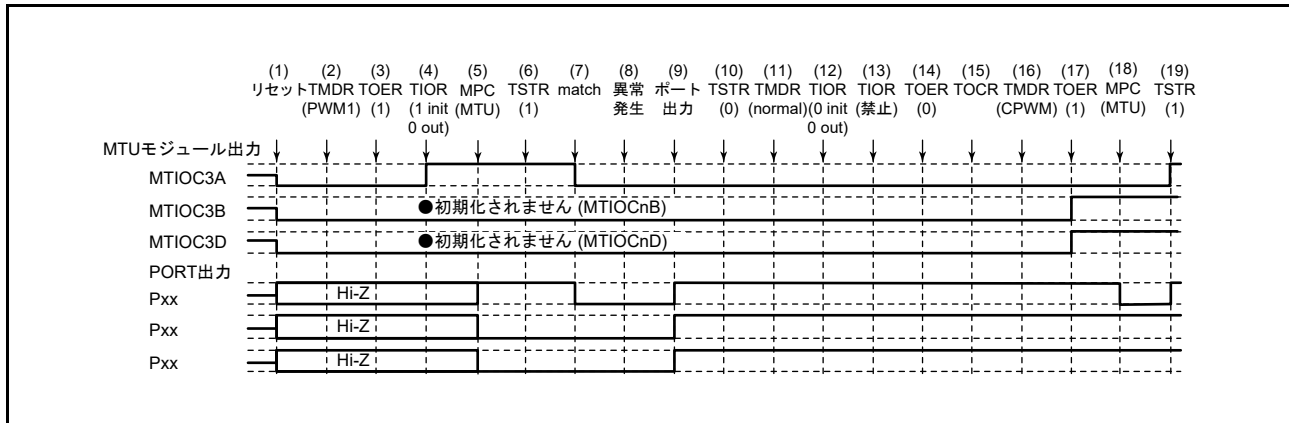 (1) (2) (3) (4) (5) (6) (7) (8) (9) (10) (11) (12) (13) (14) (15) (16) (17) (18) (19)
リセット TMDR TOER TIOR MPC TSTR match 異常 ポート TSTR TMDR TIOR TIOR TOER TOCR TMDR TOER MPC TSTR
(PWM1) (1) (1 init (MTU) (1) 発生 出力 (0) (normal) (0 init (禁止) (0) (CPWM) (1) (MTU) (1)
0 out) 0 out)
MTUモジュール出力
MTIOC3A
MTIOC3B ●初期化されません (MTIOCnB)
MTIOC3D ●初期化されません (MTIOCnD)
PORT出力
Pxx Hi-Z
Pxx Hi-Z
Pxx Hi-Z